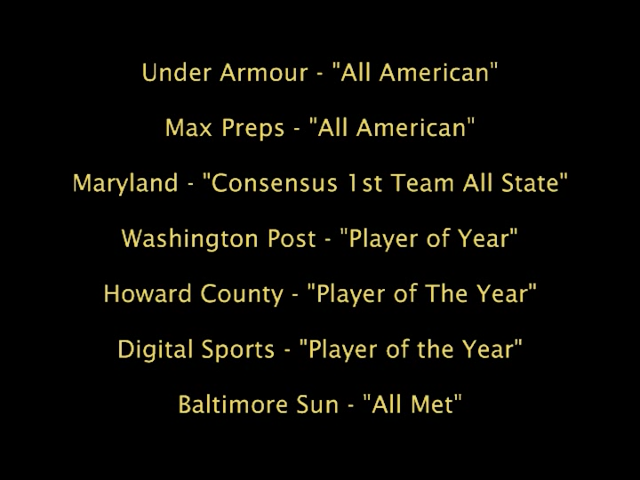 Under Armour - "All American"
Max Preps - "All American"
Maryland - "Consensus 1st Team All State"
Washington Post - "Player of Year"
Howard County - "Player of The Year"
Digital Sports - "Player of the Year"
Baltimore Sun - "All Met"